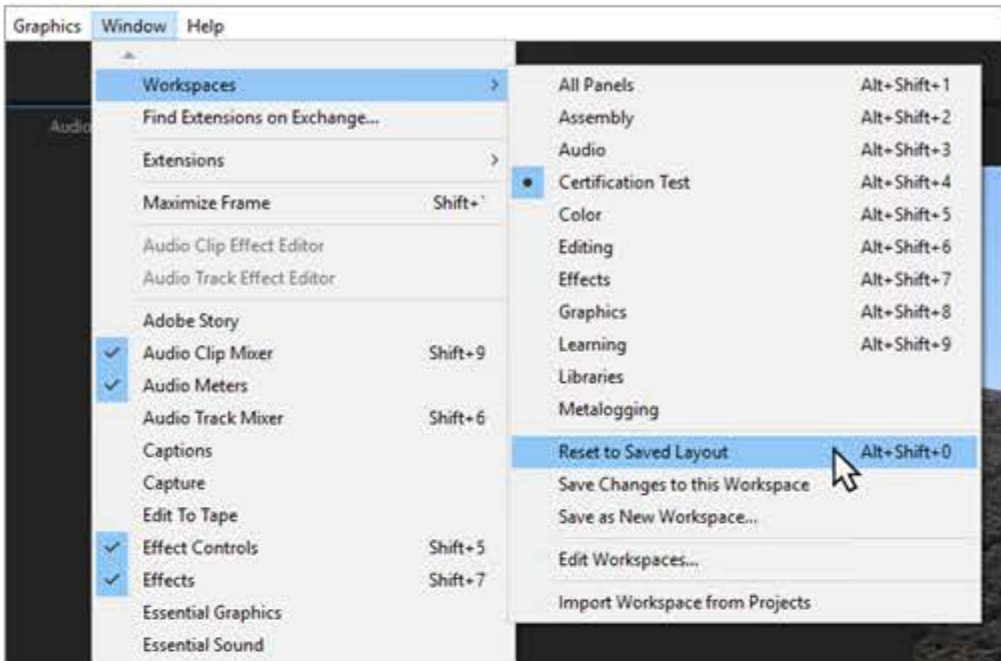 Graphics Window Help
Audio
Workspaces
Find Extensions on Exchange...
Extensions
Maximize Frame Shift+`
Audio Clip Effect Editor
Audio Track Effect Editor
Adobe Story
Audio Clip Mixer Shift+9
Audio Meters
Audio Track Mixer Shift+6
Captions
Capture
Edit To Tape
Effect Controls Shift+5
Effects Shift+7
Essential Graphics
Essential Sound
All Panels Alt+Shift+1
Assembly Alt+Shift+2
Audio Alt+Shift+3
Certification Test Alt+Shift+4
Color Alt+Shift+5
Editing Alt+Shift+6
Effects Alt+Shift+7
Graphics Alt+Shift+8
Learning Alt+Shift+9
Libraries
Metalogging
Reset to Saved Layout Alt+Shift+0
Save Changes to this Workspace
Save as New Workspace...
Edit Workspaces...
Import Workspace from Projects